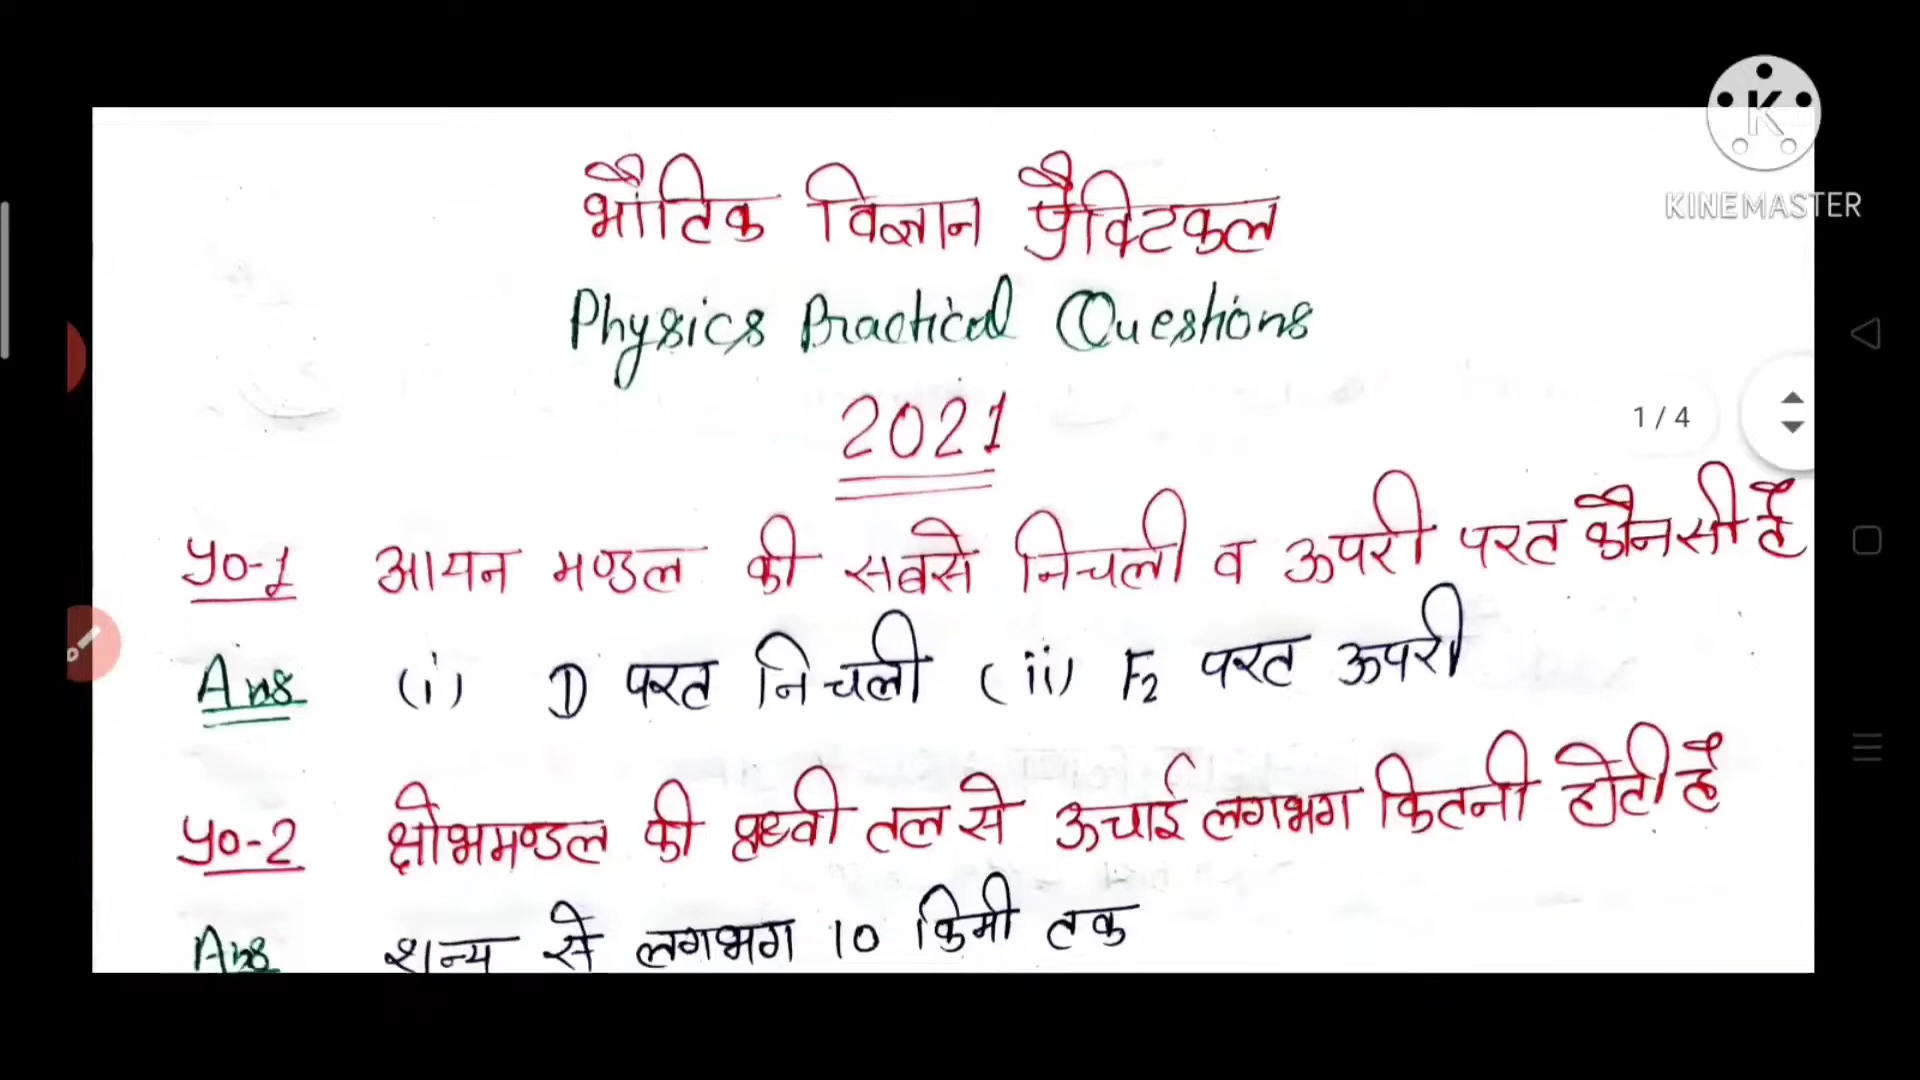 भौतिक विज्ञान प्रैक्टिकल
Physics Practical Questions
2021
प्र०-1 आयन मण्डल की सबसे निचली व ऊपरी परत कौनसी है
Ans (i) D परत निचली (ii) F2 परत ऊपरी
प्र०-2 क्षोभमण्डल की पृथ्वी तल से ऊचाई लगभग कितनी होती है
Ans शून्य से लगभग 10 किमी तक
1/4
K
KINEMASTER